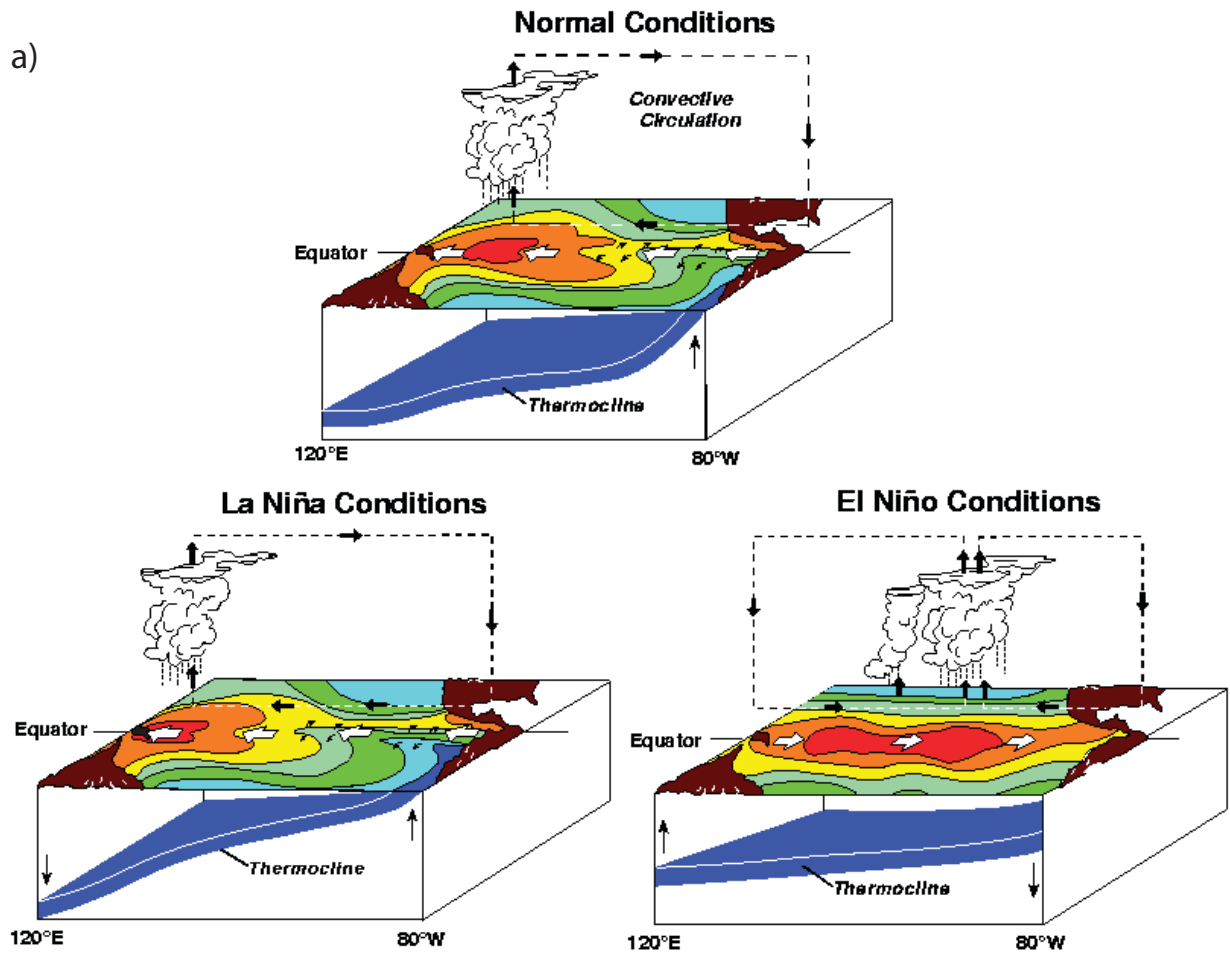 Normal Conditions
a)
Convective
Circulation
Equator
Thermocline
120°E
80°W
La Niña Conditions
Equator
Thermocline
120°E
80°W
El Niño Conditions
Equator
Thermocline
120°E
80°W